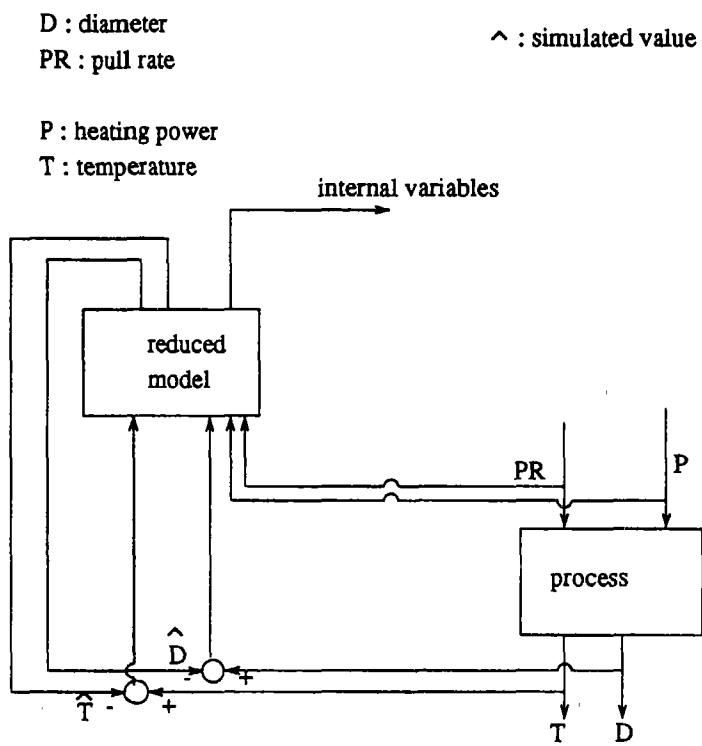 D : diameter
^ : simulated value
PR : pull rate
P : heating power
T : temperature
internal variables
reduced
model
PR
P
process
^
D
- +
^
T - +
T D